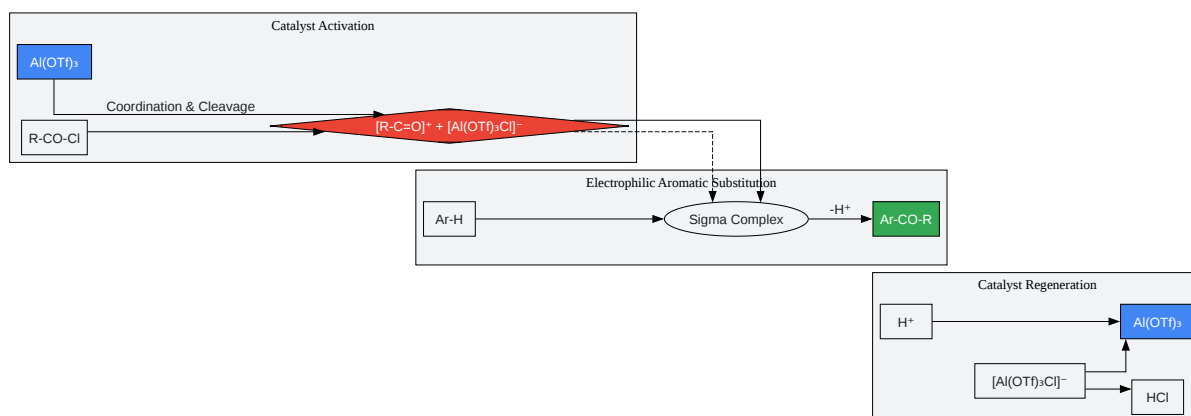 Catalyst Activation
Al(OTf)₃
Coordination & Cleavage
R-CO-Cl
[R-C=O]⁺ + [Al(OTf)₃Cl]⁻
Electrophilic Aromatic Substitution
Ar-H
Sigma Complex
-H⁺
Ar-CO-R
Catalyst Regeneration
H⁺
Al(OTf)₃
[Al(OTf)₃Cl]⁻
HCl